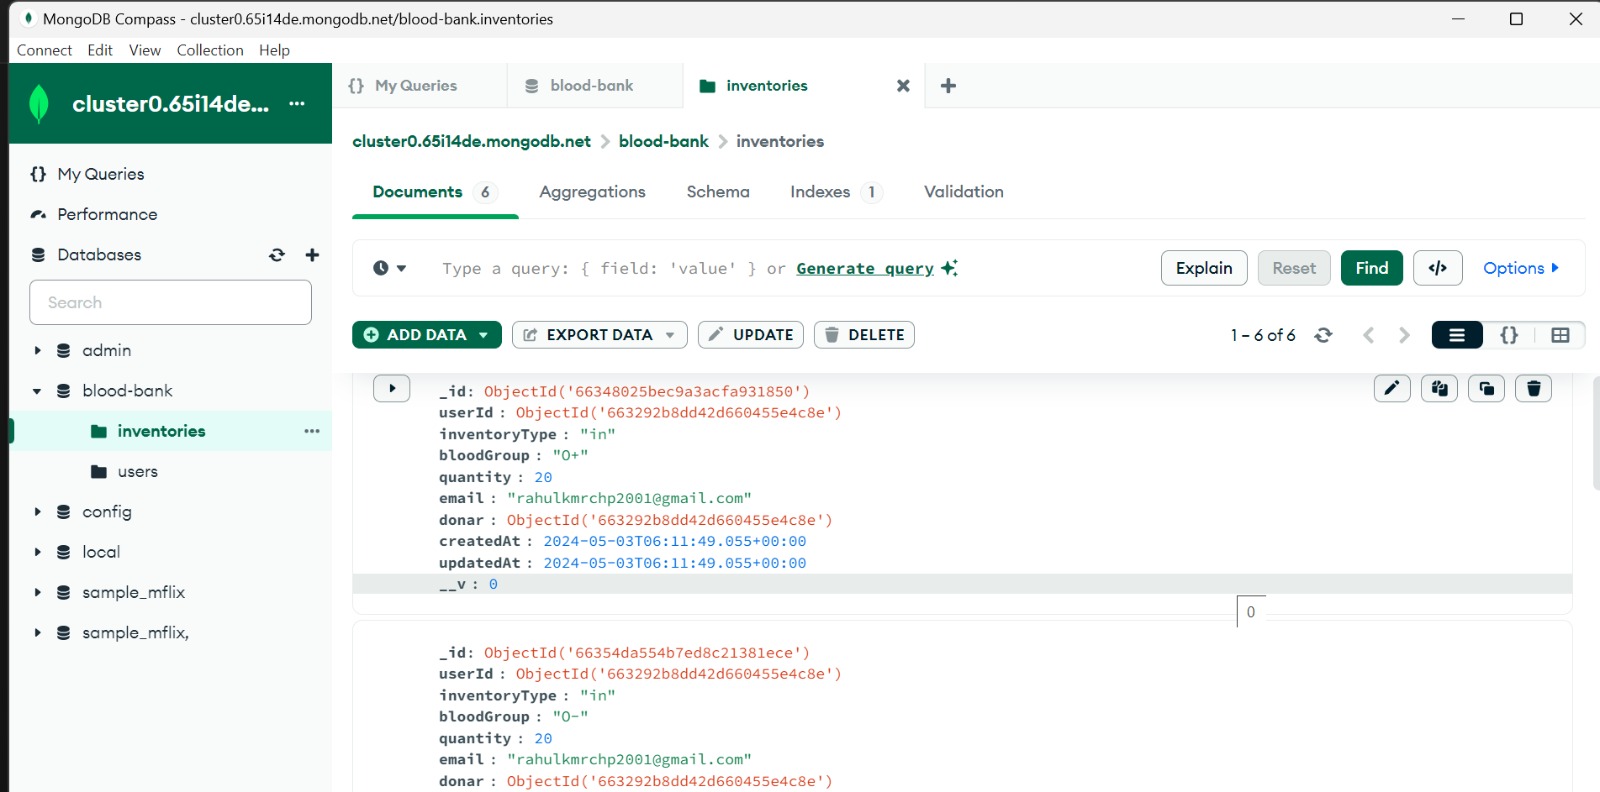 MongoDB Compass - cluster0.65i14de.mongodb.net/blood-bank.inventories
Connect Edit View Collection Help
cluster0.65i14de...
My Queries
Performance
Databases
Search
admin
blood-bank
inventories
users
config
local
sample_mflix
sample_mflix,
{} My Queries blood-bank inventories
cluster0.65i14de.mongodb.net > blood-bank > inventories
Documents 6 Aggregations Schema Indexes 1 Validation
Type a query: { field: 'value' } or Generate query Explain Reset Find </> Options
ADD DATA EXPORT DATA UPDATE DELETE 1 – 6 of 6 {}
_id: ObjectId('66348025bec9a3acfa931850')
userId : ObjectId('663292b8dd42d660455e4c8e')
inventoryType : "in"
bloodGroup : "O+"
quantity : 20
email : "rahulkmrchp2001@gmail.com"
donar : ObjectId('663292b8dd42d660455e4c8e')
createdAt : 2024-05-03T06:11:49.055+00:00
updatedAt : 2024-05-03T06:11:49.055+00:00
__v : 0
0
_id: ObjectId('66354da554b7ed8c21381ece')
userId : ObjectId('663292b8dd42d660455e4c8e')
inventoryType : "in"
bloodGroup : "O-"
quantity : 20
email : "rahulkmrchp2001@gmail.com"
donar : ObjectId('663292b8dd42d660455e4c8e')